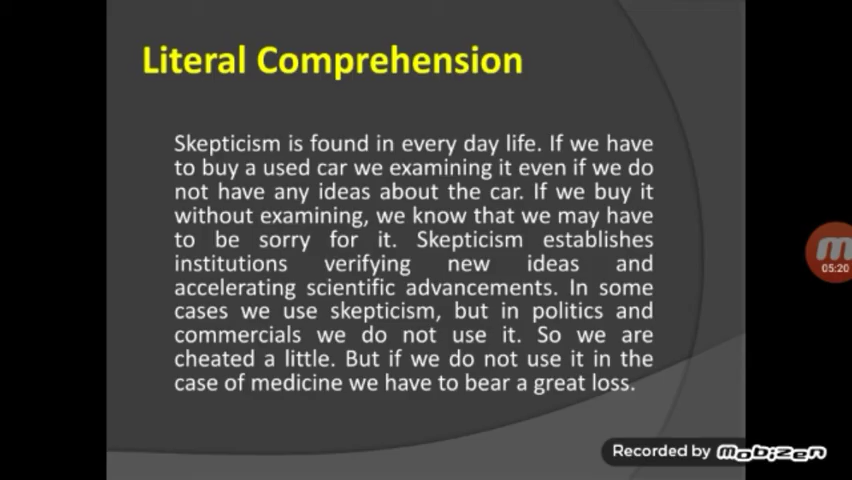 Literal Comprehension
Skepticism is found in every day life. If we have
to buy a used car we examining it even if we do
not have any ideas about the car. If we buy it
without examining, we know that we may have
to be sorry for it. Skepticism establishes
institutions verifying new ideas and
accelerating scientific advancements. In some
cases we use skepticism, but in politics and
commercials we do not use it. So we are
cheated a little. But if we do not use it in the
case of medicine we have to bear a great loss.
05:20
Recorded by mobizen